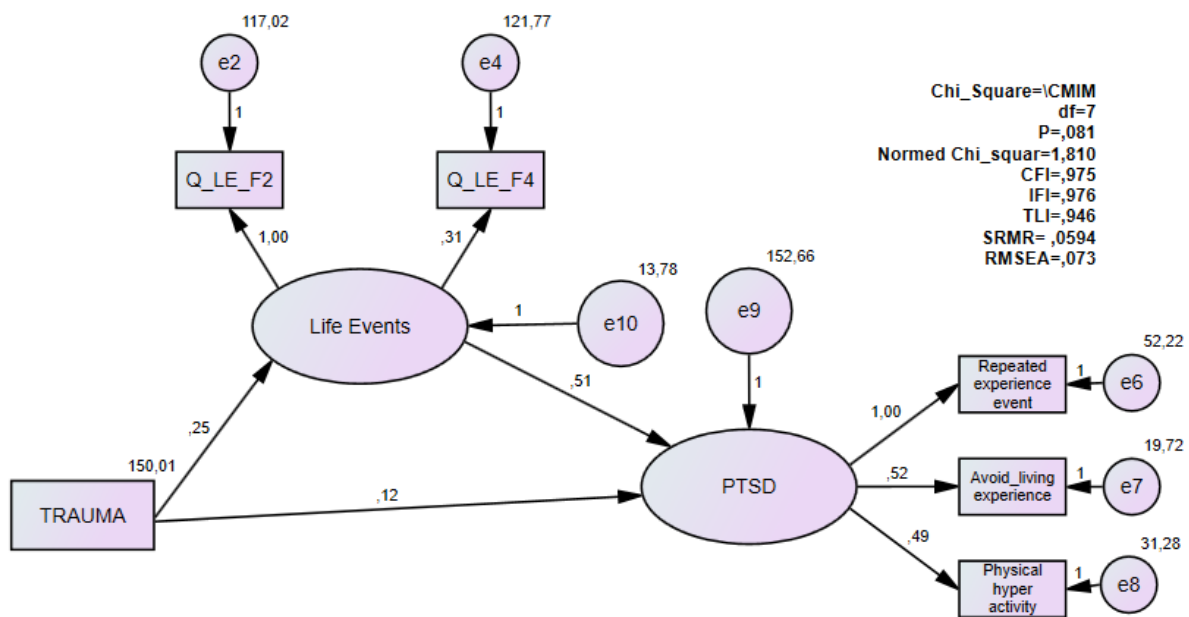 117,02
121,77
e2
e4
1
1
Q_LE_F2
Q_LE_F4
Chi_Square=\CMIM
df=7
P=,081
Normed Chi_squar=1,810
CFI=,975
IFI=,976
TLI=,946
SRMR= ,0594
RMSEA=,073
1,00
,31
13,78
152,66
Life Events
1
e10
e9
,51
1
52,22
Repeated
experience
event
1
e6
,25
1,00
19,72
150,01
TRAUMA
,12
PTSD
,52
Avoid_living
experience
1
e7
,49
31,28
Physical
hyper
activity
1
e8